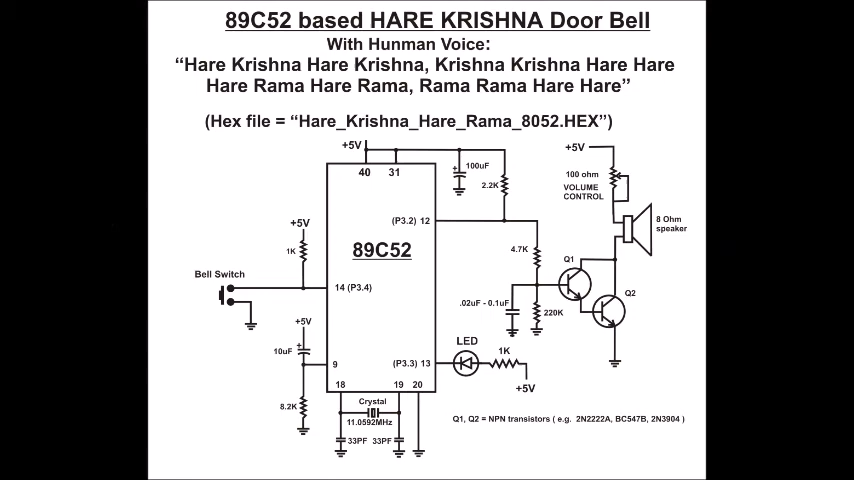 89C52 based HARE KRISHNA Door Bell
With Hunman Voice:
“Hare Krishna Hare Krishna, Krishna Krishna Hare Hare
Hare Rama Hare Rama, Rama Rama Hare Hare”
(Hex file = “Hare_Krishna_Hare_Rama_8052.HEX”)
+5V
+5V
40 31
+
100uF
100 ohm
VOLUME
CONTROL
2.2K
(P3.2) 12
8 Ohm
speaker
+5V
1K
89C52
4.7K
Q1
Bell Switch
14 (P3.4)
Q2
.02uF - 0.1uF
220K
+5V
10uF
+
LED
1K
9
(P3.3) 13
+5V
18 19 20
8.2K
Crystal
11.0592MHz
33PF 33PF
Q1, Q2 = NPN transistors ( e.g. 2N2222A, BC547B, 2N3904 )